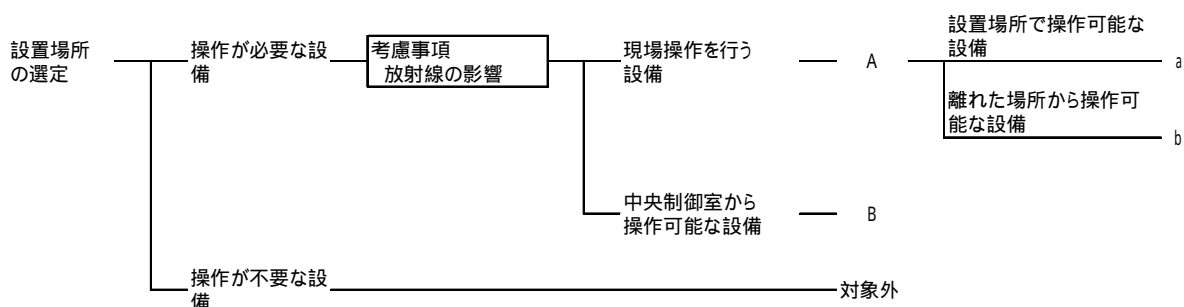 設置場所
の選定
操作が必要な設
備
考慮事項
放射線の影響
現場操作を行う
設備
A
設置場所で操作可能な
設備
a
離れた場所から操作可
能な設備
b
中央制御室から
操作可能な設備
B
操作が不要な設
備
対象外